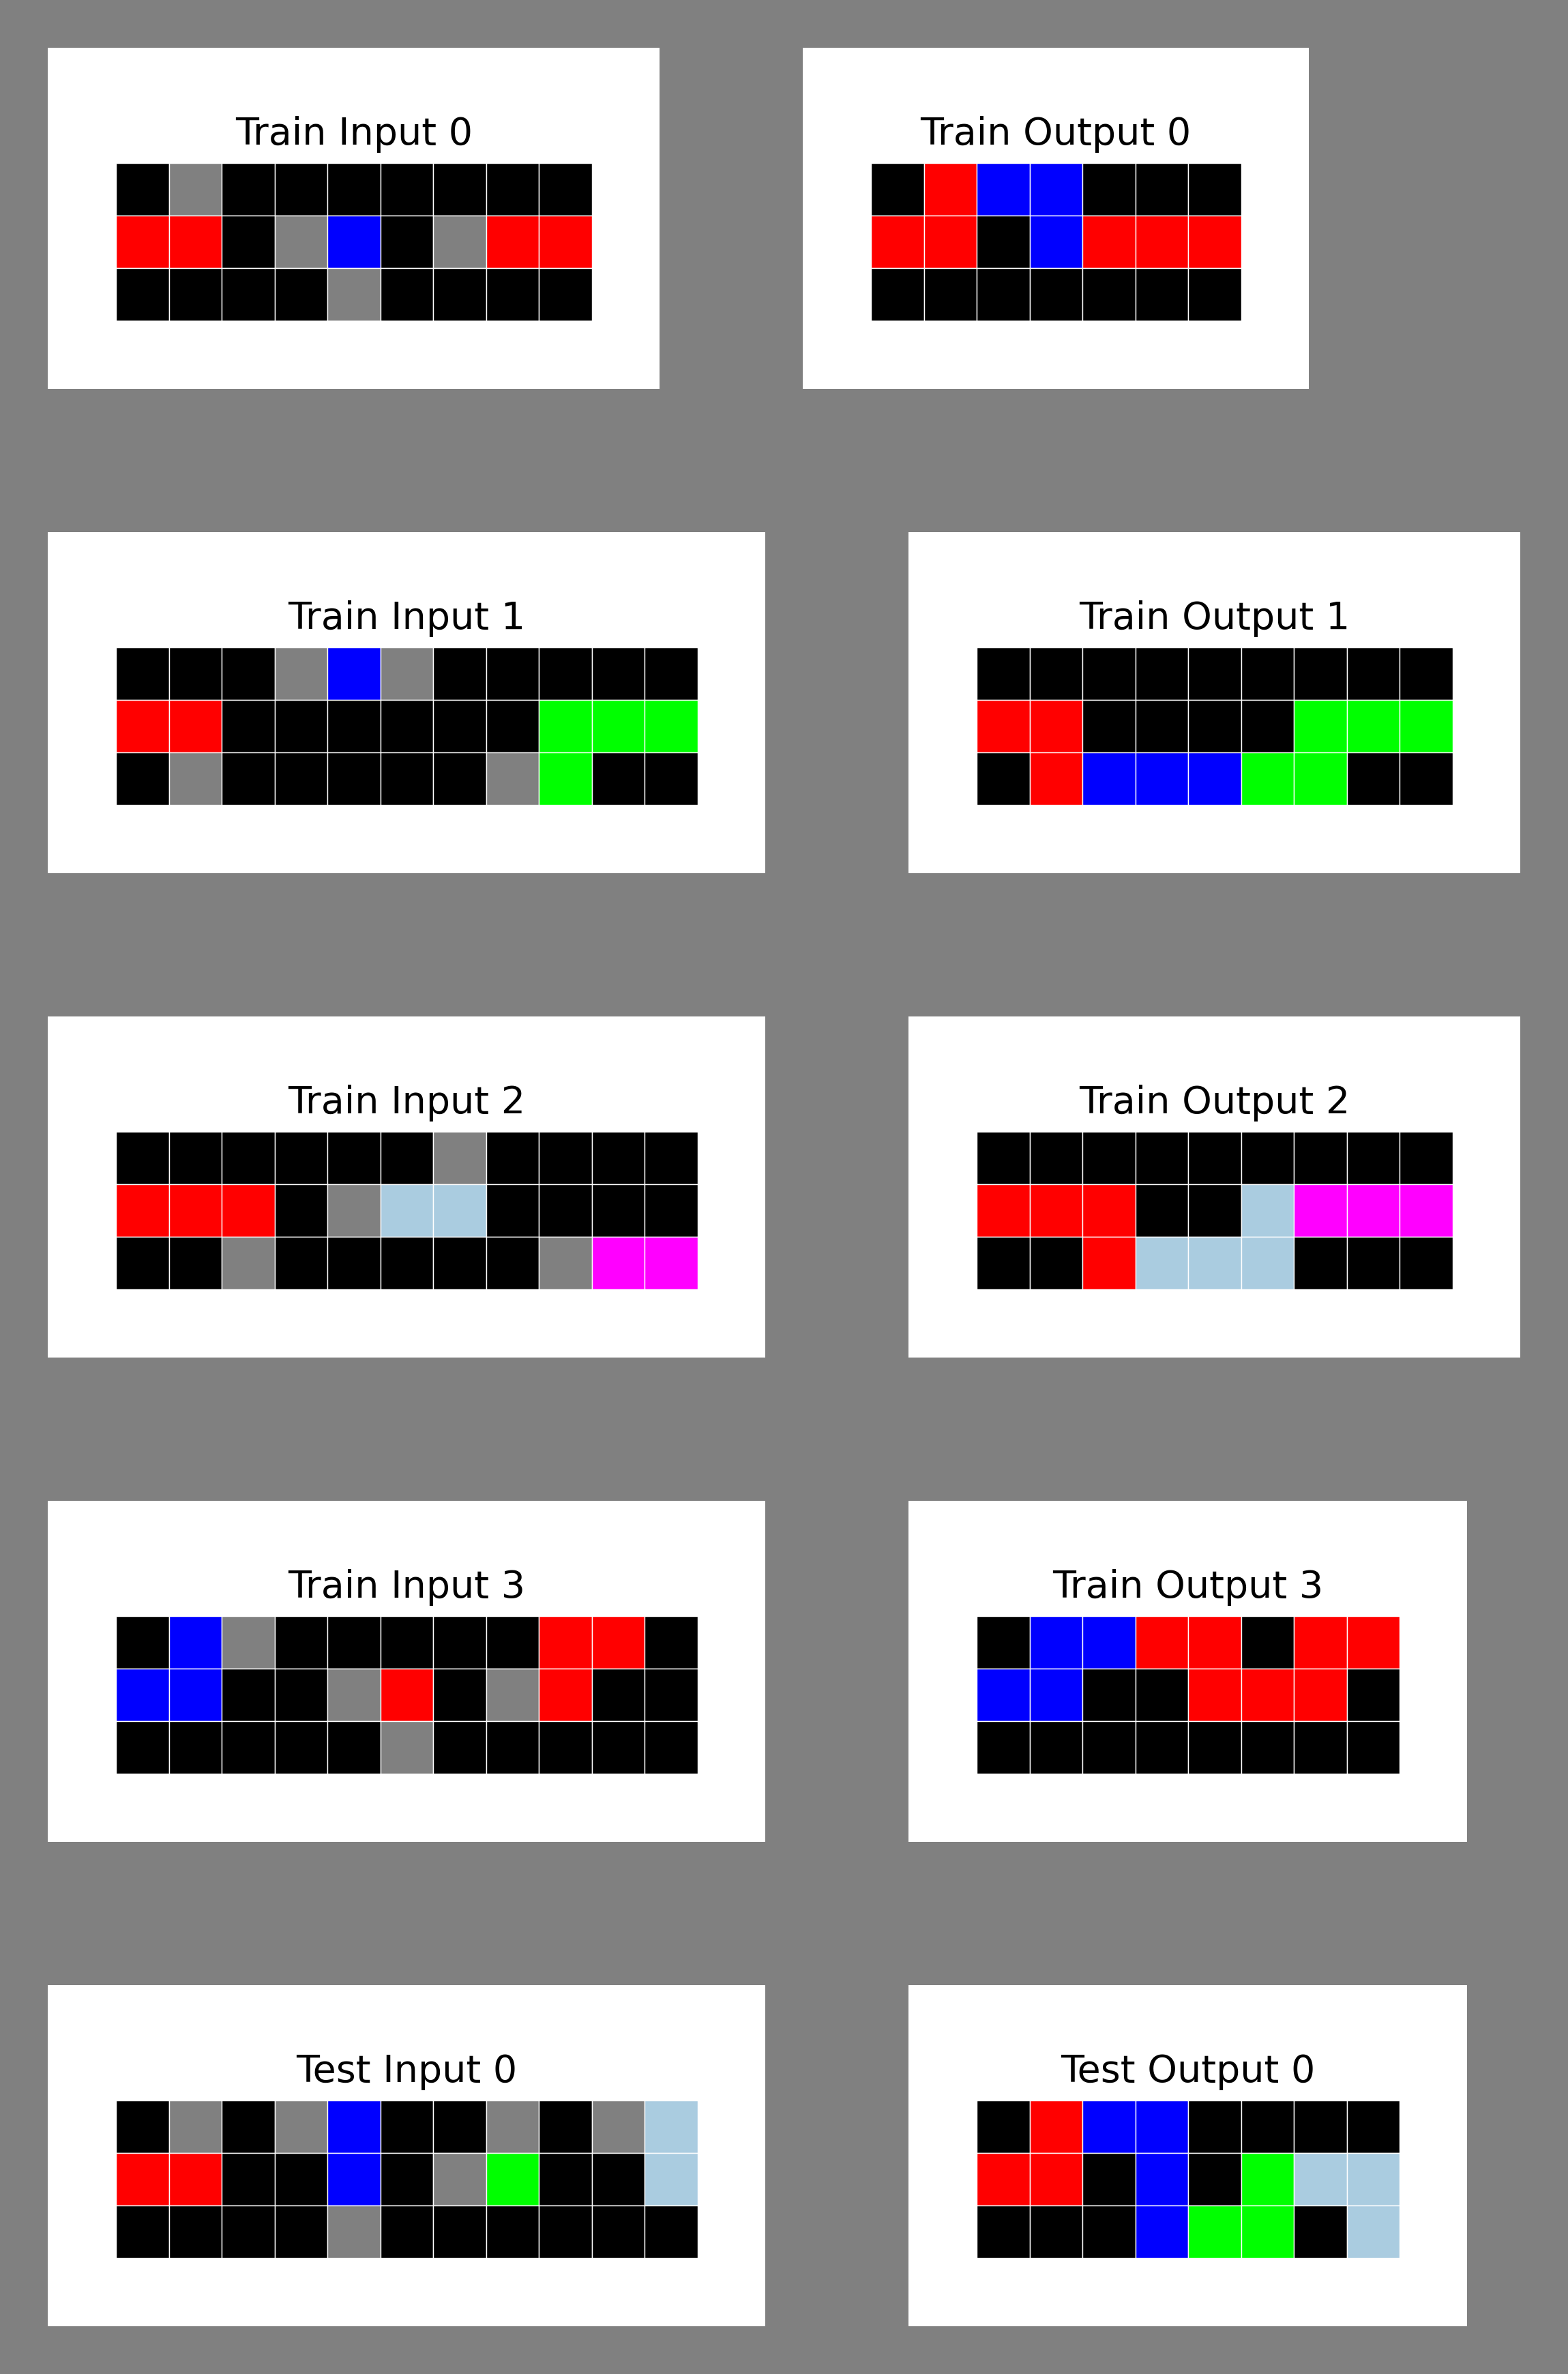 Train Input 0
Train Output 0
Train Input 1
Train Output 1
Train Input 2
Train Output 2
Train Input 3
Train Output 3
Test Input 0
Test Output 0